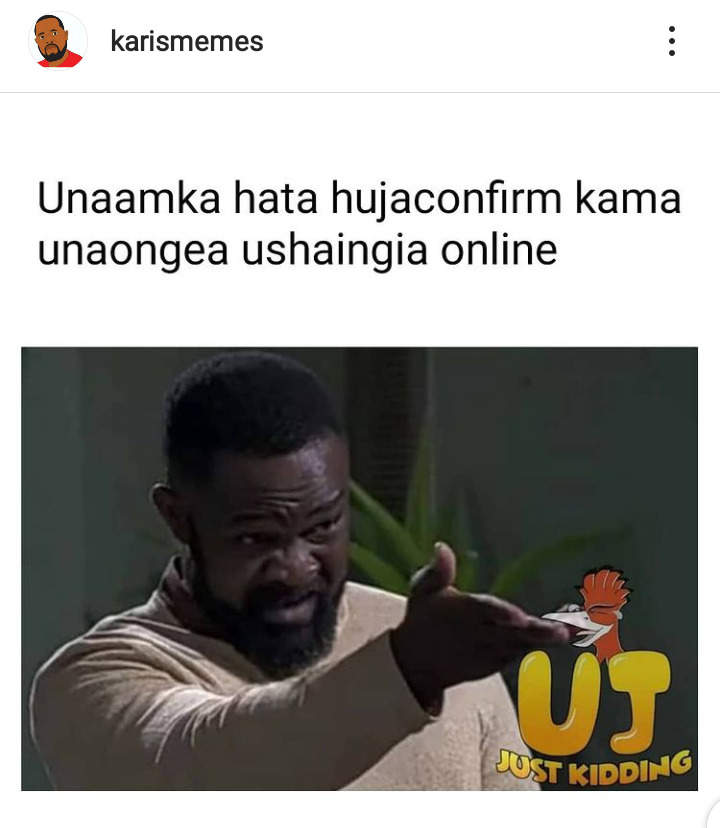 karismemes
Unaamka hata hujaconfirm kama
unaongea ushaingia online
UJ
JUST KIDDING